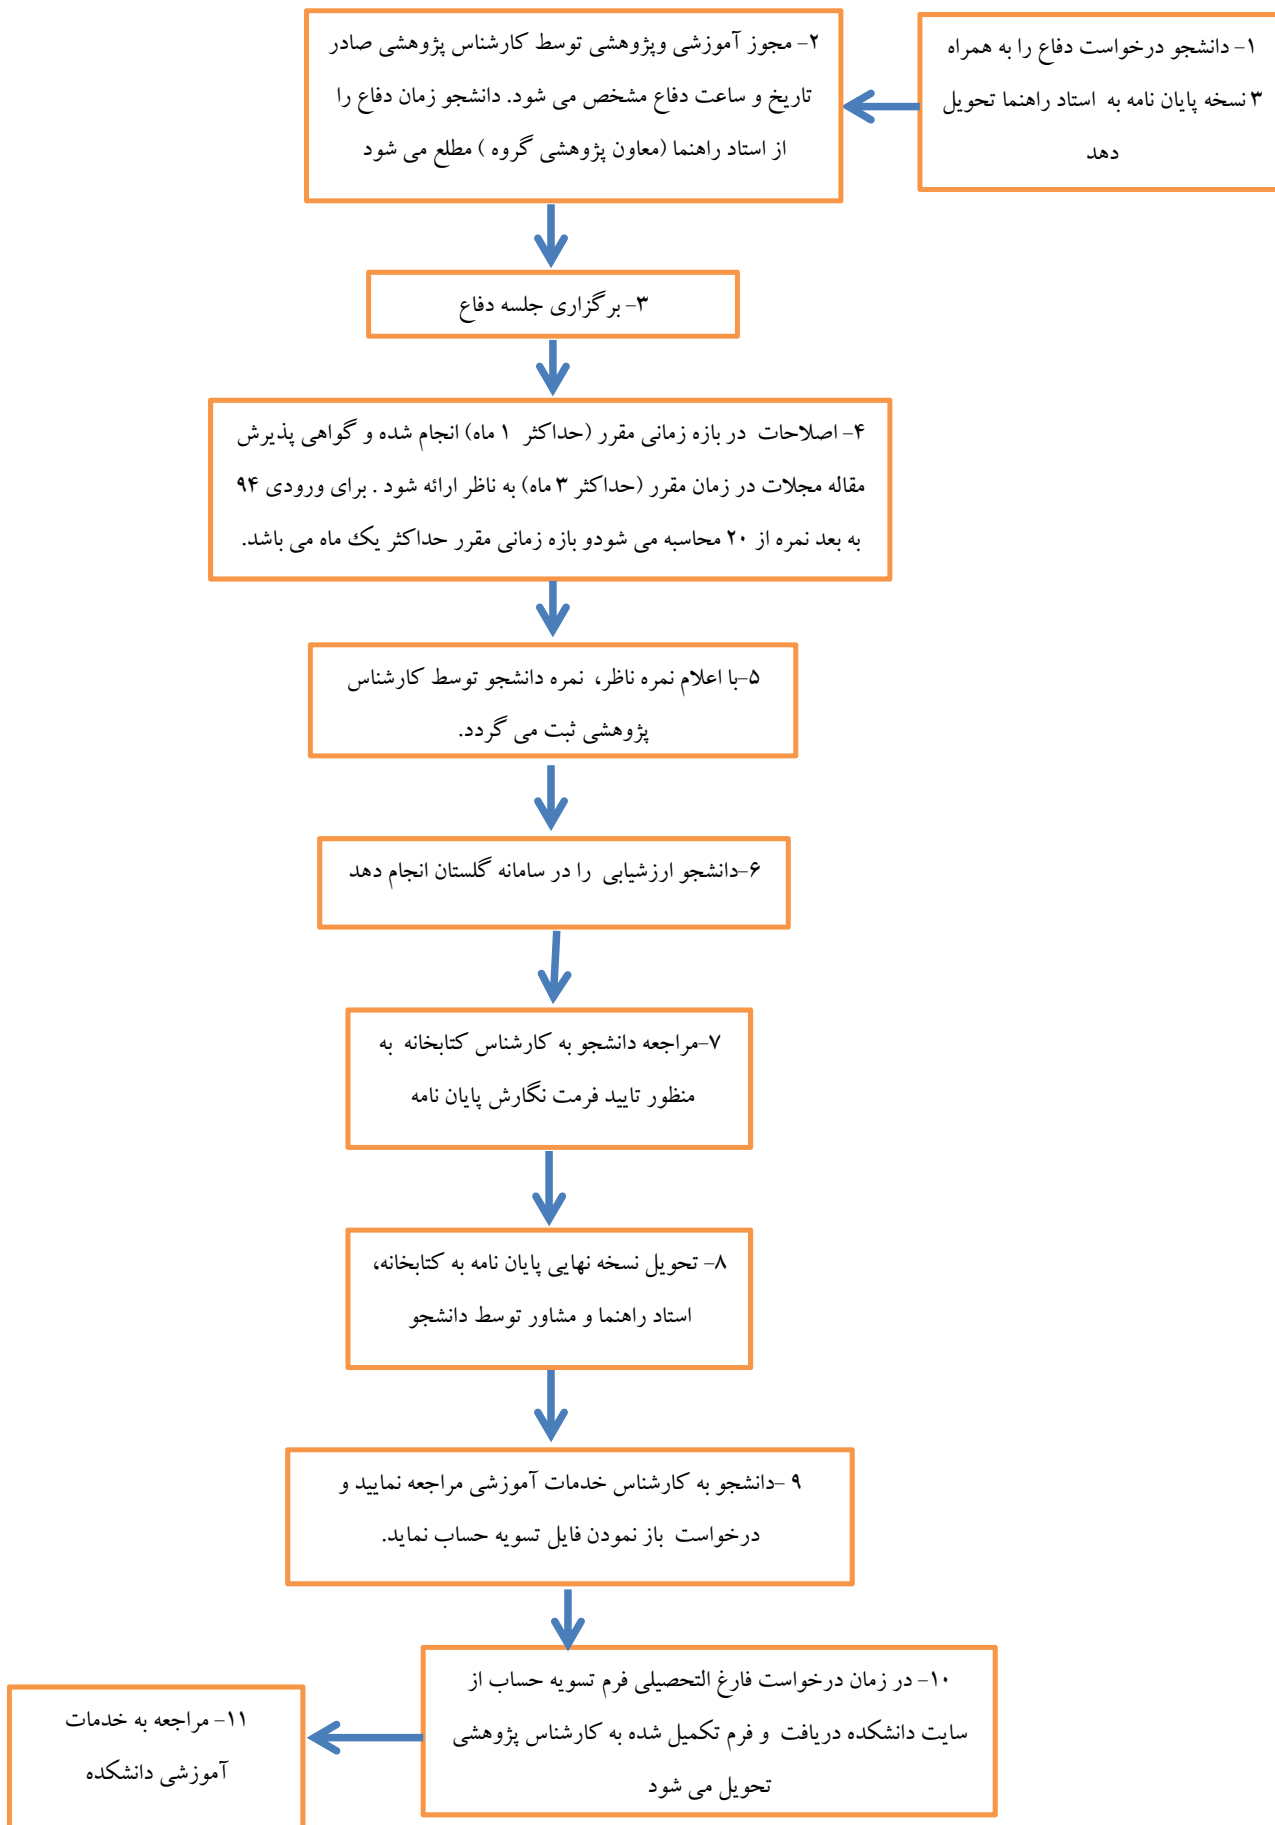 ۱- دانشجو درخواست دفاع را به همراه
۳ نسخه پایان نامه به استاد راهنما تحویل
دهد
۲- مجوز آموزشی وپژوهشی توسط کارشناس پژوهشی صادر
تاریخ و ساعت دفاع مشخص می شود. دانشجو زمان دفاع را
از استاد راهنما (معاون پژوهشی گروه ) مطلع می شود
۳- برگزاری جلسه دفاع
۴- اصلاحات در بازه زمانی مقرر (حداکثر ۱ ماه) انجام شده و گواهی پذیرش
مقاله مجلات در زمان مقرر (حداکثر ۳ ماه) به ناظر ارائه شود . برای ورودی ۹۴
به بعد نمره از ۲۰ محاسبه می شودو بازه زمانی مقرر حداکثر یک ماه می باشد.
۵-با اعلام نمره ناظر، نمره دانشجو توسط کارشناس
پژوهشی ثبت می گردد.
۶-دانشجو ارزشیابی را در سامانه گلستان انجام دهد
۷-مراجعه دانشجو به کارشناس کتابخانه به
منظور تایید فرمت نگارش پایان نامه
۸- تحویل نسخه نهایی پایان نامه به کتابخانه،
استاد راهنما و مشاور توسط دانشجو
۹ -دانشجو به کارشناس خدمات آموزشی مراجعه نمایید و
درخواست باز نمودن فایل تسویه حساب نماید.
۱۰- در زمان درخواست فارغ التحصیلی فرم تسویه حساب از
سایت دانشکده دریافت و فرم تکمیل شده به کارشناس پژوهشی
تحویل می شود
۱۱- مراجعه به خدمات
آموزشی دانشکده